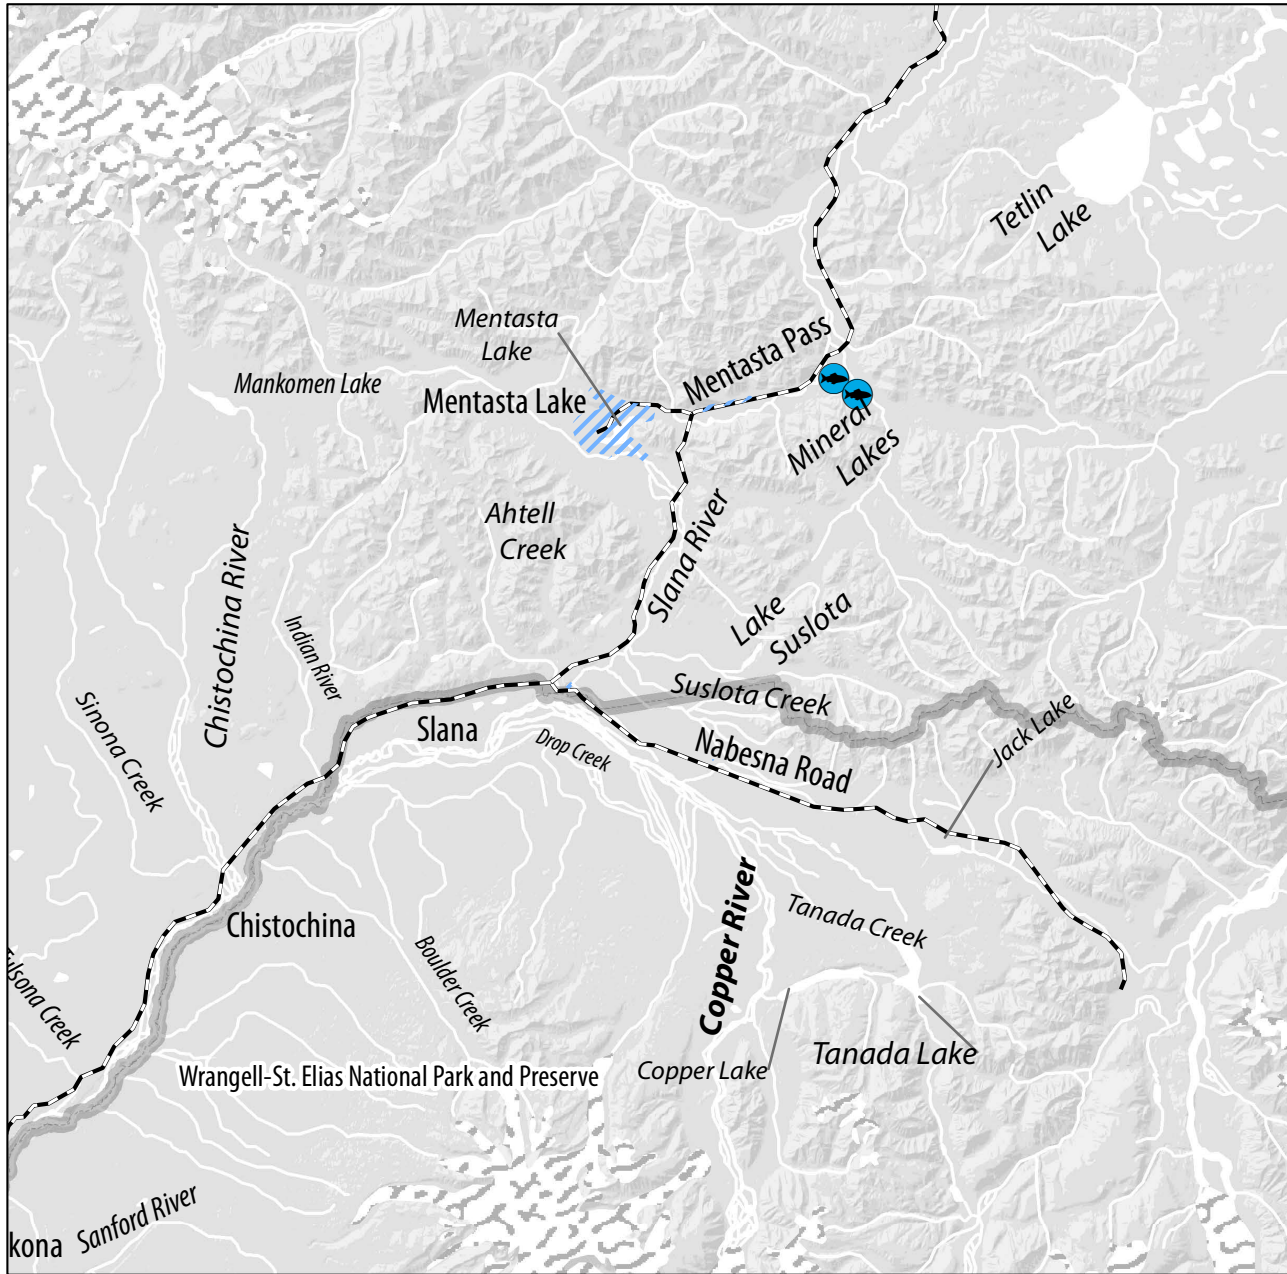 Tetlin
Lake
Mentasta
Lake
Mentasta Pass
Mankomen Lake
Mentasta Lake
Mineral
Lakes
Ahtell
Creek
Slana River
Chistochina River
Indian River
Lake
Suslota
Sinona Creek
Suslota Creek
Slana
Drop Creek
Nabesna Road
Jack Lake
Chistochina
Boulder Creek
Copper River
Tanada Creek
Tulsona Creek
Copper Lake
Tanada Lake
Wrangell-St. Elias National Park and Preserve
Sanford River
kona